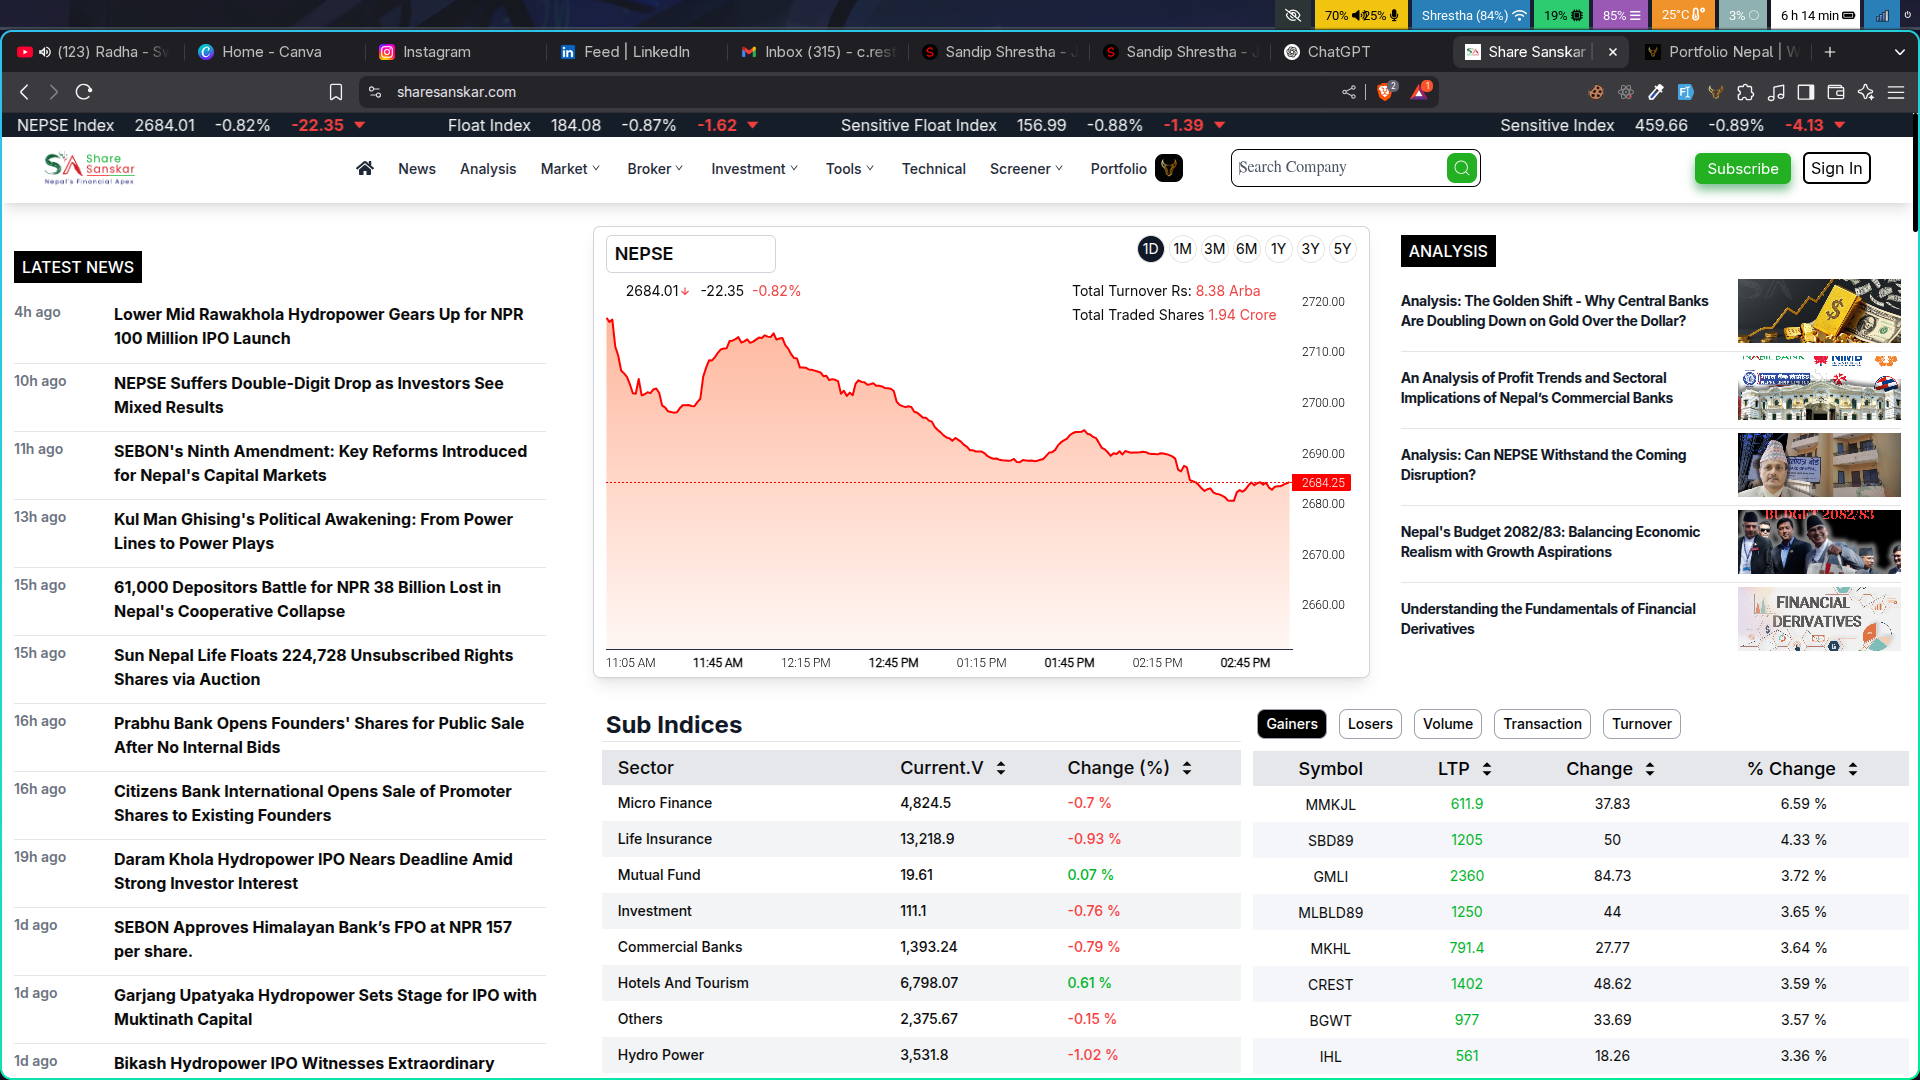 70% 25%
Shrestha (84%)
19%
85%
25°C
3%
6 h 14 min
(123) Radha - Sw
Home - Canva
Instagram
Feed | LinkedIn
Inbox (315) - c.rest
Sandip Shrestha -
Sandip Shrestha -
ChatGPT
Share Sanskar
Portfolio Nepal | W
sharesanskar.com
2
1
NEPSE Index 2684.01 -0.82% -22.35
Float Index 184.08 -0.87% -1.62
Sensitive Float Index 156.99 -0.88% -1.39
Sensitive Index 459.66 -0.89% -4.13
SA Share Sanskar
Nepal's Financial Apex
News
Analysis
Market
Broker
Investment
Tools
Technical
Screener
Portfolio
Search Company
Subscribe
Sign In
LATEST NEWS
4h ago
Lower Mid Rawakhola Hydropower Gears Up for NPR
100 Million IPO Launch
10h ago
NEPSE Suffers Double-Digit Drop as Investors See
Mixed Results
11h ago
SEBON's Ninth Amendment: Key Reforms Introduced
for Nepal's Capital Markets
13h ago
Kul Man Ghising's Political Awakening: From Power
Lines to Power Plays
15h ago
61,000 Depositors Battle for NPR 38 Billion Lost in
Nepal's Cooperative Collapse
15h ago
Sun Nepal Life Floats 224,728 Unsubscribed Rights
Shares via Auction
16h ago
Prabhu Bank Opens Founders' Shares for Public Sale
After No Internal Bids
16h ago
Citizens Bank International Opens Sale of Promoter
Shares to Existing Founders
19h ago
Daram Khola Hydropower IPO Nears Deadline Amid
Strong Investor Interest
1d ago
SEBON Approves Himalayan Bank’s FPO at NPR 157
per share.
1d ago
Garjang Upatyaka Hydropower Sets Stage for IPO with
Muktinath Capital
1d ago
Bikash Hydropower IPO Witnesses Extraordinary
NEPSE
1D 1M 3M 6M 1Y 3Y 5Y
2684.01 -22.35 -0.82%
Total Turnover Rs: 8.38 Arba
Total Traded Shares 1.94 Crore
2720.00
2710.00
2700.00
2690.00
2684.25
2680.00
2670.00
2660.00
11:05 AM 11:45 AM 12:15 PM 12:45 PM 01:15 PM 01:45 PM 02:15 PM 02:45 PM
ANALYSIS
Analysis: The Golden Shift - Why Central Banks
Are Doubling Down on Gold Over the Dollar?
An Analysis of Profit Trends and Sectoral
Implications of Nepal’s Commercial Banks
NABIL BANK NIMB
Analysis: Can NEPSE Withstand the Coming
Disruption?
Nepal's Budget 2082/83: Balancing Economic
Realism with Growth Aspirations
BUDGET 2082/83
Understanding the Fundamentals of Financial
Derivatives
FINANCIAL
DERIVATIVES
Sub Indices
Sector Current.V Change (%)
Micro Finance 4,824.5 -0.7 %
Life Insurance 13,218.9 -0.93 %
Mutual Fund 19.61 0.07 %
Investment 111.1 -0.76 %
Commercial Banks 1,393.24 -0.79 %
Hotels And Tourism 6,798.07 0.61 %
Others 2,375.67 -0.15 %
Hydro Power 3,531.8 -1.02 %
Gainers Losers Volume Transaction Turnover
Symbol LTP Change % Change
MMKJL 611.9 37.83 6.59 %
SBD89 1205 50 4.33 %
GMLI 2360 84.73 3.72 %
MLBLD89 1250 44 3.65 %
MKHL 791.4 27.77 3.64 %
CREST 1402 48.62 3.59 %
BGWT 977 33.69 3.57 %
IHL 561 18.26 3.36 %